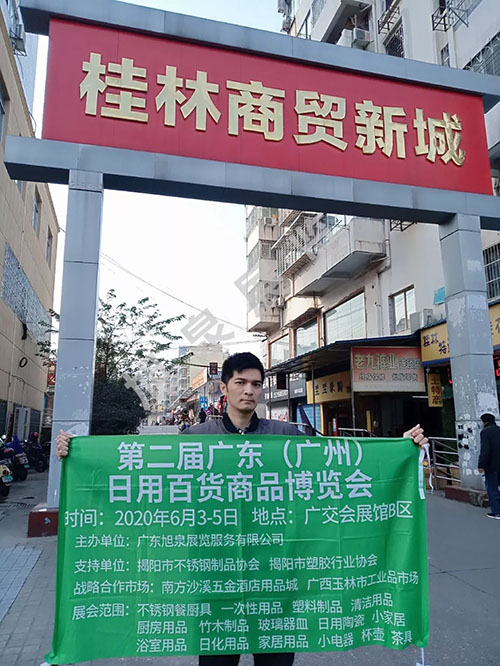 桂林商贸新城
老九酒业
第二届广东（广州）
日用百货商品博览会
时间：2020年6月3-5日 地点：广交会展馆B区
主办单位：广东旭泉展览服务有限公司
支持单位：揭阳市不锈钢制品协会 揭阳市塑胶行业协会
战略合作市场：南方沙溪五金酒店用品城 广西玉林市工业品市场
展会范围：不锈钢餐厨具 一次性用品 塑料制品 清洁用品
厨房用品 竹木制品 玻璃器皿 日用陶瓷 小家居
浴室用品 日化用品 家居用品 小电器 杯壶 茶具